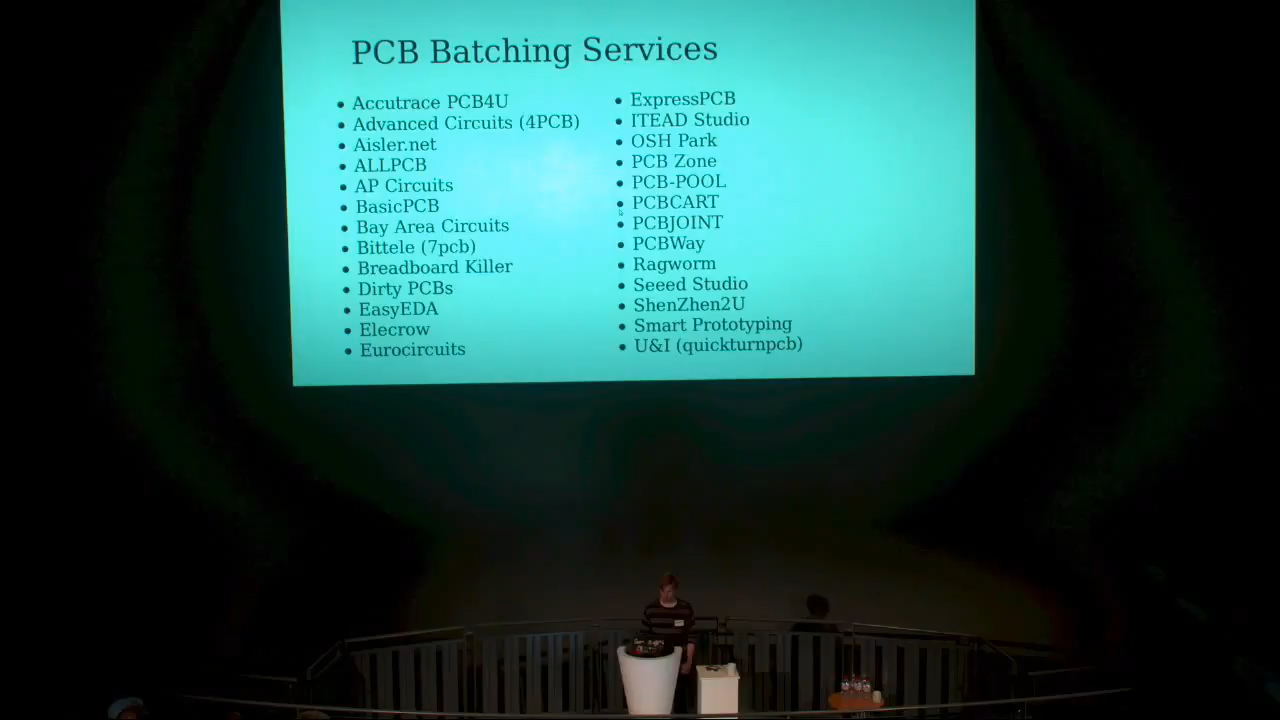 PCB Batching Services
• Accutrace PCB4U
• Advanced Circuits (4PCB)
• Aisler.net
• ALLPCB
• AP Circuits
• BasicPCB
• Bay Area Circuits
• Bittele (7pcb)
• Breadboard Killer
• Dirty PCBs
• EasyEDA
• Elecrow
• Eurocircuits
• ExpressPCB
• ITEAD Studio
• OSH Park
• PCB Zone
• PCB-POOL
• PCBCART
• PCBJOINT
• PCBWay
• Ragworm
• Seeed Studio
• ShenZhen2U
• Smart Prototyping
• U&I (quickturnpcb)